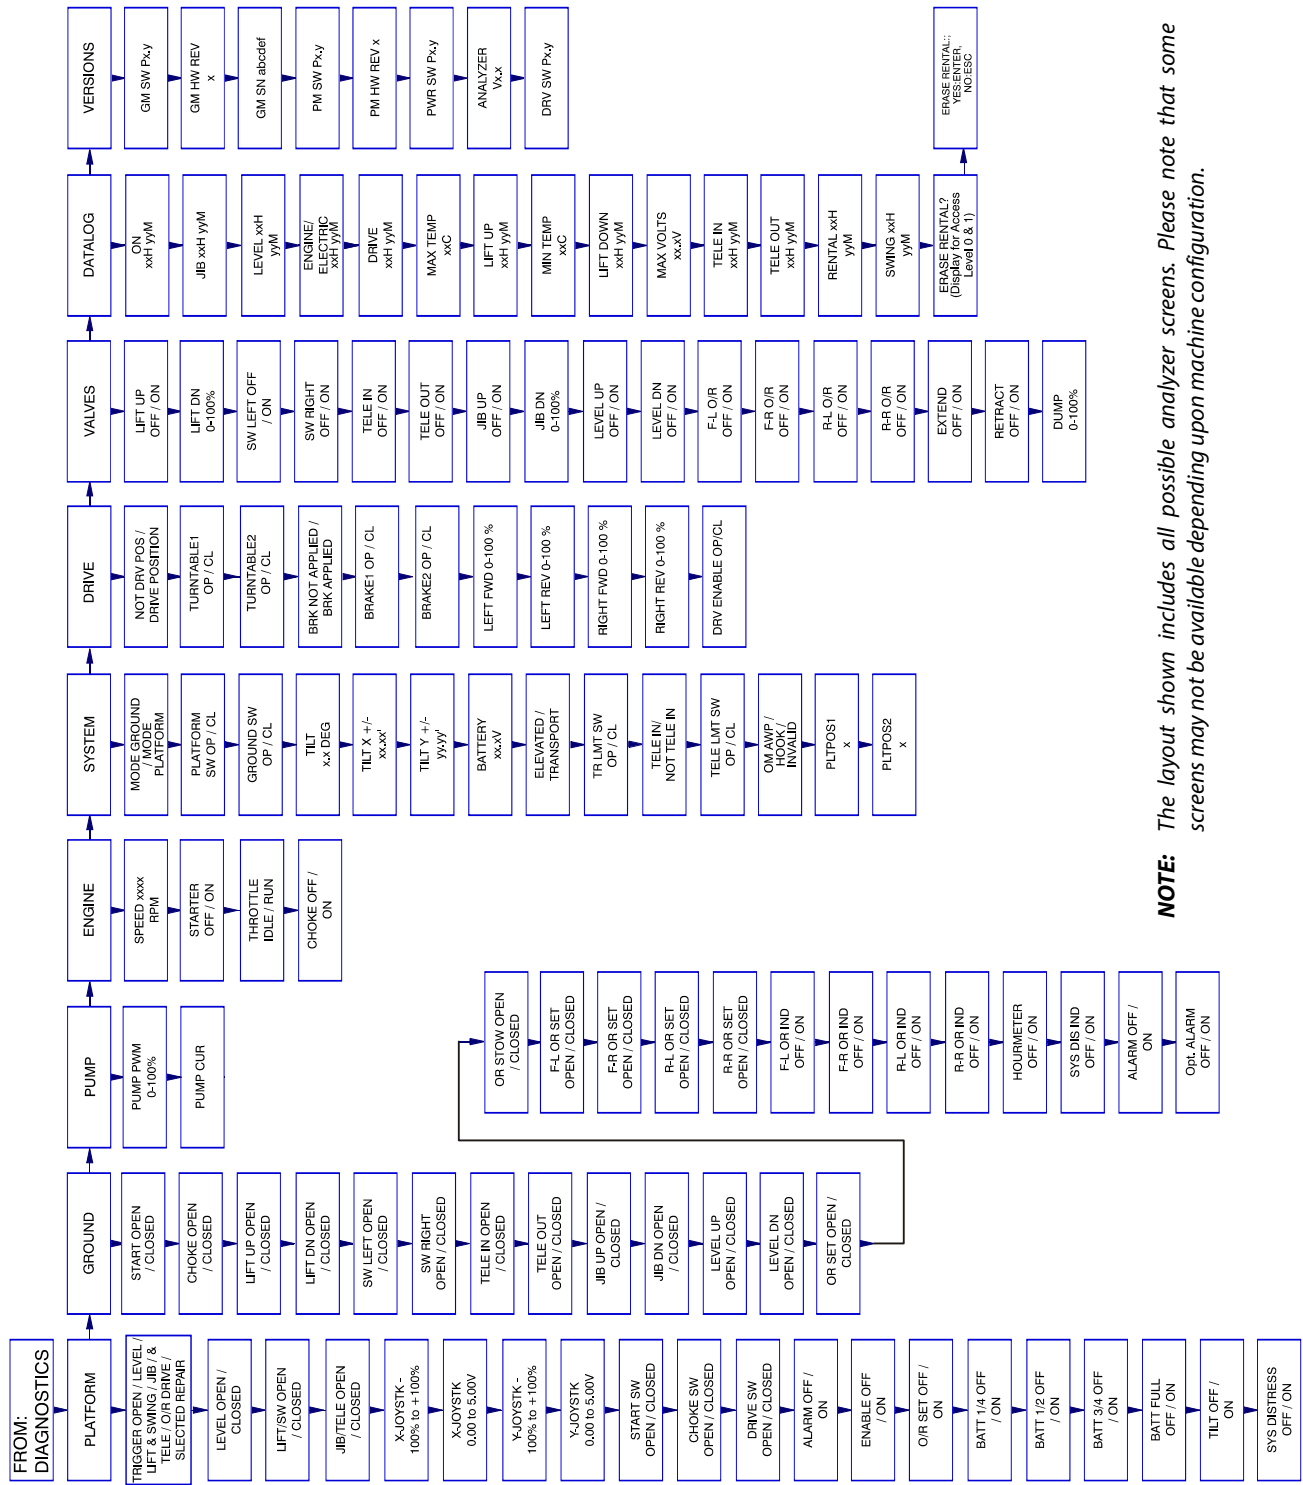 FROM:
DIAGNOSTICS
PLATFORM
TRIGGER OPEN / LEVEL /
LIFT & SWING / JIB / &
TELE / O/R DRIVE /
SLECTED REPAIR
LEVEL OPEN /
CLOSED
LIFT/SW OPEN
/ CLOSED
JIB/TELE OPEN
/ CLOSED
X-JOYSTK -
100% to + 100%
X-JOYSTK
0.00 to 5.00V
Y-JOYSTK -
100% to + 100%
Y-JOYSTK
0.00 to 5.00V
START SW
OPEN / CLOSED
CHOKE SW
OPEN / CLOSED
DRIVE SW
OPEN / CLOSED
ALARM OFF /
ON
ENABLE OFF
/ ON
O/R SET OFF /
ON
BATT 1/4 OFF
/ ON
BATT 1/2 OFF
/ ON
BATT 3/4 OFF
/ ON
BATT FULL
OFF / ON
TILT OFF /
ON
SYS DISTRESS
OFF / ON
GROUND
START OPEN
/ CLOSED
CHOKE OPEN
/ CLOSED
LIFT UP OPEN
/ CLOSED
LIFT DN OPEN
/ CLOSED
SW LEFT OPEN
/ CLOSED
SW RIGHT
OPEN / CLOSED
TELE IN OPEN
/ CLOSED
TELE OUT
OPEN / CLOSED
JIB UP OPEN /
CLOSED
JIB DN OPEN
/ CLOSED
LEVEL UP
OPEN / CLOSED
LEVEL DN
OPEN / CLOSED
OR SET OPEN /
CLOSED
OR STOW OPEN
/ CLOSED
F-L OR SET
OPEN / CLOSED
F-R OR SET
OPEN / CLOSED
R-L OR SET
OPEN / CLOSED
R-R OR SET
OPEN / CLOSED
F-L OR IND
OFF / ON
F-R OR IND
OFF / ON
R-L OR IND
OFF / ON
R-R OR IND
OFF / ON
HOURMETER
OFF / ON
SYS DIS IND
OFF / ON
ALARM OFF /
ON
Opt. ALARM
OFF / ON
PUMP
PUMP PWM
0-100%
PUMP CUR
ENGINE
SPEED xxxx
RPM
STARTER
OFF / ON
THROTTLE
IDLE / RUN
CHOKE OFF /
ON
SYSTEM
MODE GROUND
/ MODE
PLATFORM
PLATFORM
SW OP / CL
GROUND SW
OP / CL
TILT
x.x DEG
TILT X +/-
xx.xx'
TILT Y +/-
yy.yy'
BATTERY
xx.xV
ELEVATED /
TRANSPORT
TR LMT SW
OP / CL
TELE IN/
NOT TELE IN
TELE LMT SW
OP / CL
OM AWP /
HOOK /
INVALID
PLTPOS1
x
PLTPOS2
x
DRIVE
NOT DRV POS /
DRIVE POSITION
TURNTABLE1
OP / CL
TURNTABLE2
OP / CL
BRK NOT APPLIED /
BRK APPLIED
BRAKE1 OP / CL
BRAKE2 OP / CL
LEFT FWD 0-100 %
LEFT REV 0-100 %
RIGHT FWD 0-100 %
RIGHT REV 0-100 %
DRV ENABLE OP/CL
VALVES
LIFT UP
OFF / ON
LIFT DN
0-100%
SW LEFT OFF
/ ON
SW RIGHT
OFF / ON
TELE IN
OFF / ON
TELE OUT
OFF / ON
JIB UP
OFF / ON
JIB DN
0-100%
LEVEL UP
OFF / ON
LEVEL DN
OFF / ON
F-L O/R
OFF / ON
F-R O/R
OFF / ON
R-L O/R
OFF / ON
R-R O/R
OFF / ON
EXTEND
OFF / ON
RETRACT
OFF / ON
DUMP
0-100%
DATALOG
ON
xxH yyM
JIB xxH yyM
LEVEL xxH
yyM
ENGINE/
ELECTRIC
xxH yyM
DRIVE
xxH yyM
MAX TEMP
xxC
LIFT UP
xxH yyM
MIN TEMP
xxC
LIFT DOWN
xxH yyM
MAX VOLTS
xx.xV
TELE IN
xxH yyM
TELE OUT
xxH yyM
RENTAL xxH
yyM
SWING xxH
yyM
ERASE RENTAL?
(Display for Access
Level 0 & 1)
ERASE RENTAL:;
YES:ENTER,
NO:ESC
VERSIONS
GM SW Px.y
GM HW REV
x
GM SN abcdef
PM SW Px.y
PM HW REV x
PWR SW Px.y
ANALYZER
Vx.x
DRV SW Px.y
NOTE: The layout shown includes all possible analyzer screens. Please note that some
screens may not be available depending upon machine configuration.